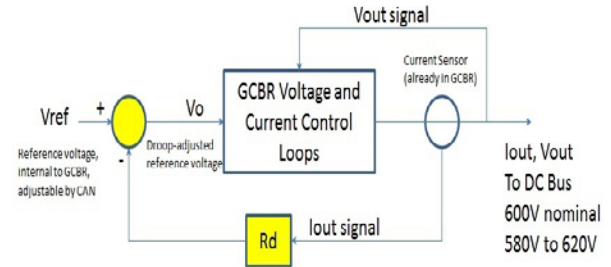 Vout signal
Current Sensor
(already in GCBR)
GCBR Voltage and
Current Control
Loops
Vref
+
Vo
-
Reference voltage,
internal to GCBR,
adjustable by CAN
Droop-adjusted
reference voltage
Iout, Vout
To DC Bus
600V nominal
580V to 620V
Rd
Iout signal